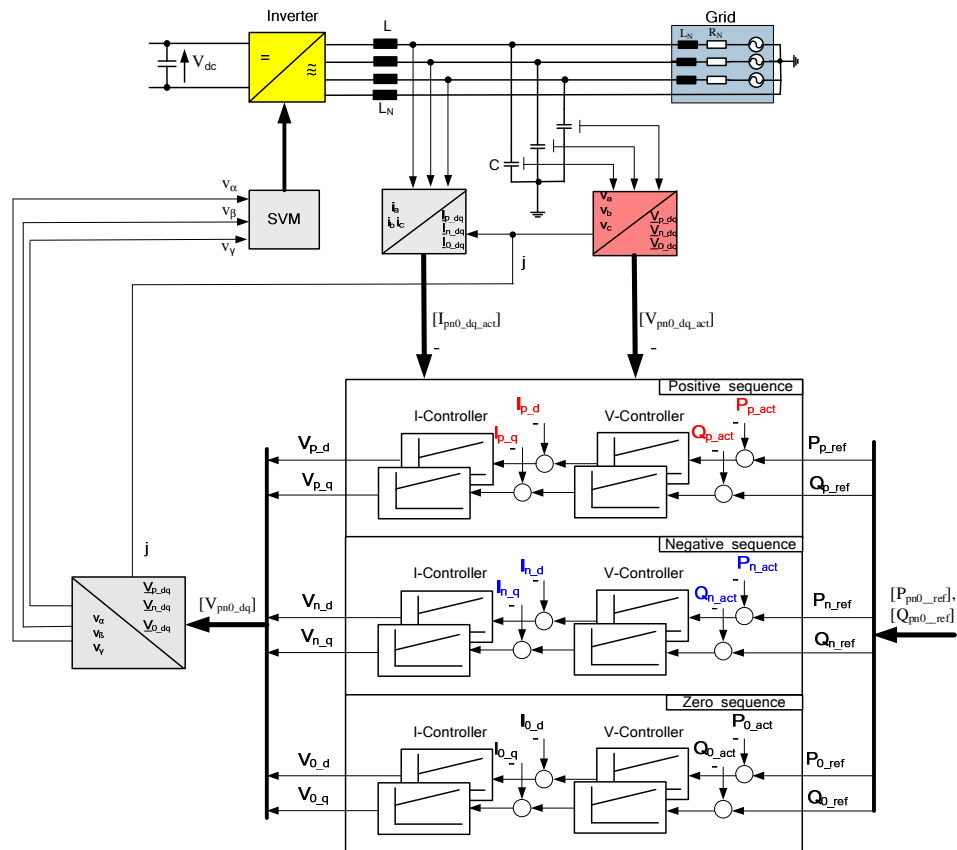 Inverter
Grid
L
L_N
R_N
V_dc
=
≈
L_N
C
v_α
v_β
v_γ
SVM
i_a
i_b i_c
I_p_dq
I_n_dq
I_0_dq
v_a
v_b
v_c
V_p_dq
V_n_dq
V_0_dq
j
[I_pn0_dq_act]
-
[V_pn0_dq_act]
-
Positive sequence
I-Controller
I_p_d
-
I_p_q
-
V-Controller
P_p_act
-
Q_p_act
-
V_p_d
V_p_q
P_p_ref
Q_p_ref
j
Negative sequence
I-Controller
I_n_d
-
I_n_q
-
V-Controller
P_n_act
-
Q_n_act
-
V_n_d
V_n_q
P_n_ref
Q_n_ref
V_p_dq
V_n_dq
V_0_dq
v_α
v_ß
v_γ
[V_pn0_dq]
[P_pn0_ref],
[Q_pn0_ref]
Zero sequence
I-Controller
I_0_d
-
I_0_q
-
V-Controller
P_0_act
-
Q_0_act
-
V_0_d
V_0_q
P_0_ref
Q_0_ref